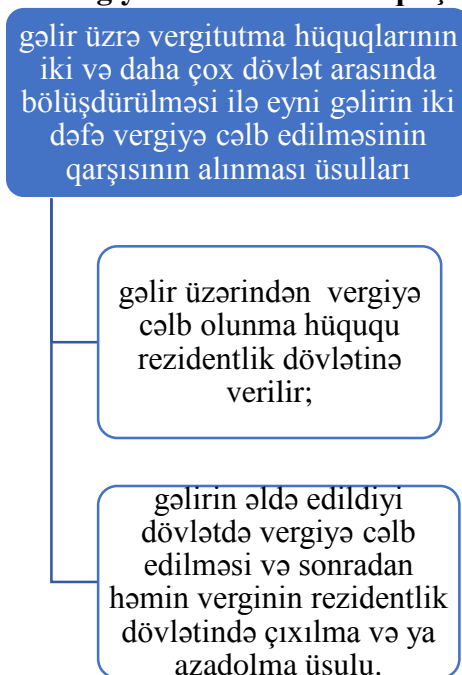 gəlir üzrə vergitutma hüquqlarının
iki və daha çox dövlət arasında
bölüşdürülməsi ilə eyni gəlirin iki
dəfə vergiyə cəlb edilməsinin
qarşısının alınması üsulları
gəlir üzərindən vergiyə
cəlb olunma hüququ
rezidentlik dövlətinə
verilir;
gəlirin əldə edildiyi
dövlətdə vergiyə cəlb
edilməsi və sonradan
həmin verginin rezidentlik
dövlətində çıxılma və ya
azadolma üsulu.